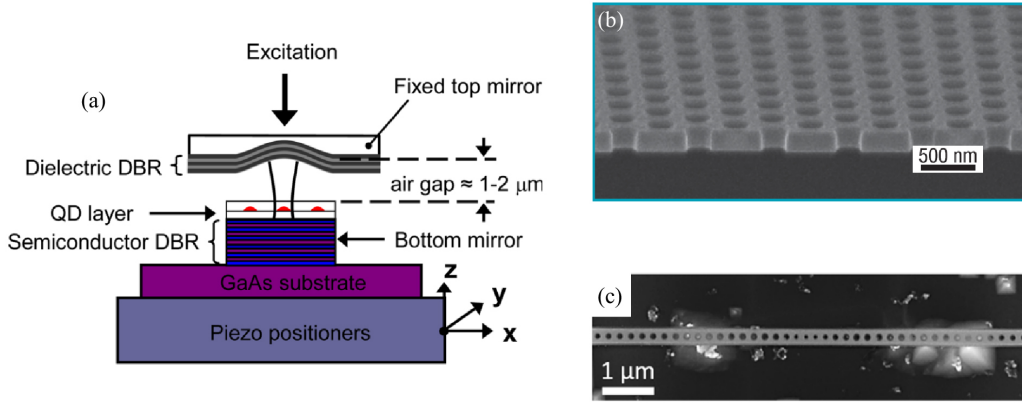 (a)
Excitation
Fixed top mirror
Dielectric DBR
air gap ≈ 1-2 μm
QD layer
Semiconductor DBR
Bottom mirror
GaAs substrate
Piezo positioners
z
y
x
(b)
500 nm
(c)
1 μm